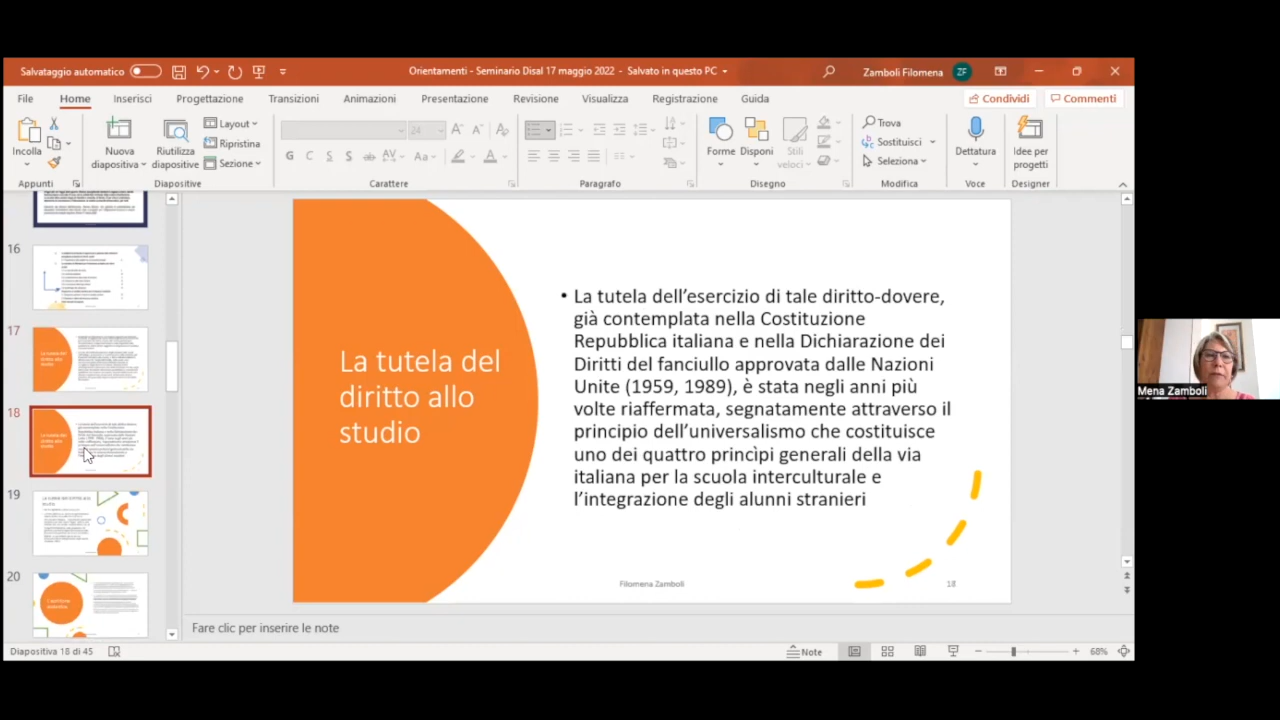 Salvataggio automatico
Orientamenti - Seminario Disal 17 maggio 2022 - Salvato in questo PC
Zamboli Filomena
ZF
File
Home
Inserisci
Progettazione
Transizioni
Animazioni
Presentazione
Revisione
Visualizza
Registrazione
Guida
Condividi
Commenti
Incolla
Nuova diapositiva
Riutilizza diapositive
Layout
Ripristina
Sezione
24
G C S S ab AV Aa A
Forme
Disponi
Stili veloci
Trova
Sostituisci
Seleziona
Dettatura
Idee per progetti
Appunti
Diapositive
Carattere
Paragrafo
Disegno
Modifica
Voce
Designer
16
17
18
19
20
La tutela del
diritto allo
studio
• La tutela dell’esercizio di tale diritto-dovere,
già contemplata nella Costituzione
Repubblica italiana e nella Dichiarazione dei
Diritti del fanciullo approvata dalle Nazioni
Unite (1959, 1989), è stata negli anni più
volte riaffermata, segnatamente attraverso il
principio dell’universalismo che costituisce
uno dei quattro princìpi generali della via
italiana per la scuola interculturale e
l’integrazione degli alunni stranieri
Filomena Zamboli
18
Mena Zamboli
Fare clic per inserire le note
Diapositiva 18 di 45
Note
68%